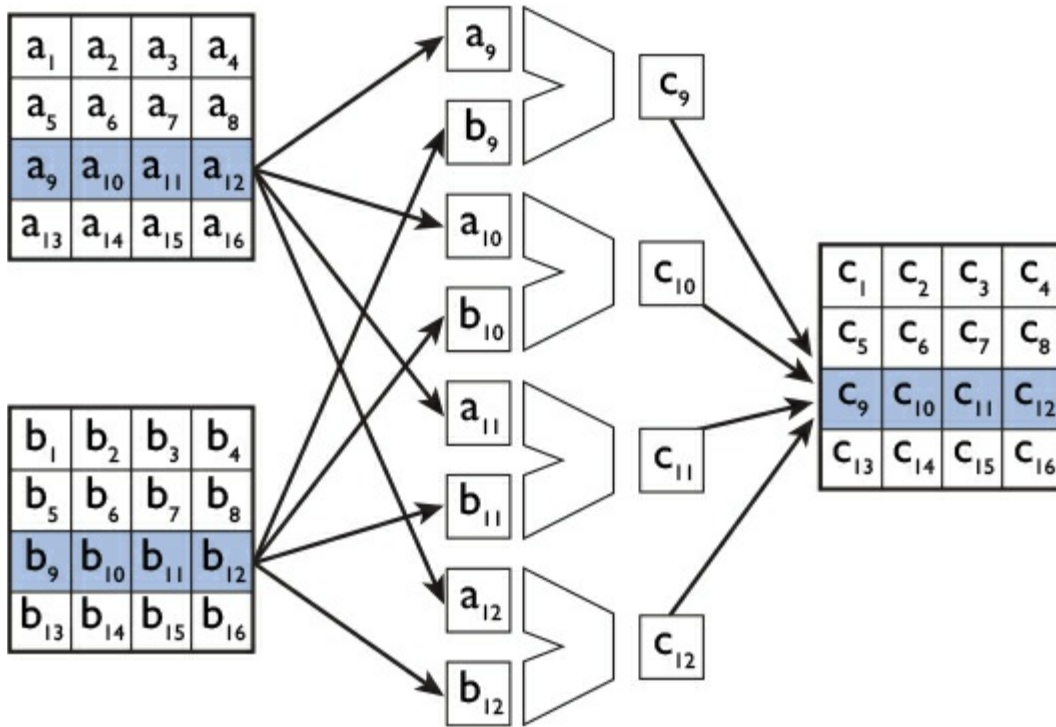 a₁ a₂ a₃ a₄
a₅ a₆ a₇ a₈
a₉ a₁₀ a₁₁ a₁₂
a₁₃ a₁₄ a₁₅ a₁₆
b₁ b₂ b₃ b₄
b₅ b₆ b₇ b₈
b₉ b₁₀ b₁₁ b₁₂
b₁₃ b₁₄ b₁₅ b₁₆
a₉
b₉
a₁₀
b₁₀
a₁₁
b₁₁
a₁₂
b₁₂
c₉
c₁₀
c₁₁
c₁₂
c₁ c₂ c₃ c₄
c₅ c₆ c₇ c₈
c₉ c₁₀ c₁₁ c₁₂
c₁₃ c₁₄ c₁₅ c₁₆